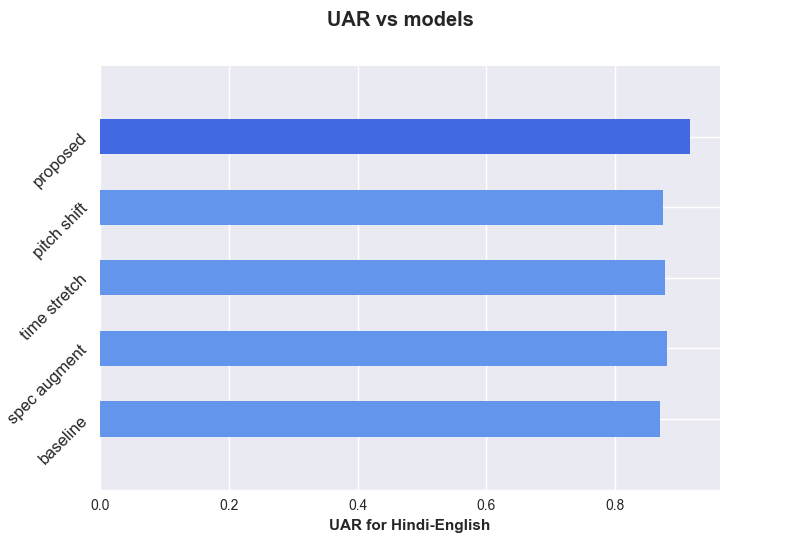 UAR vs models
proposed
pitch shift
time stretch
spec augment
baseline
0.0 0.2 0.4 0.6 0.8
UAR for Hindi-English